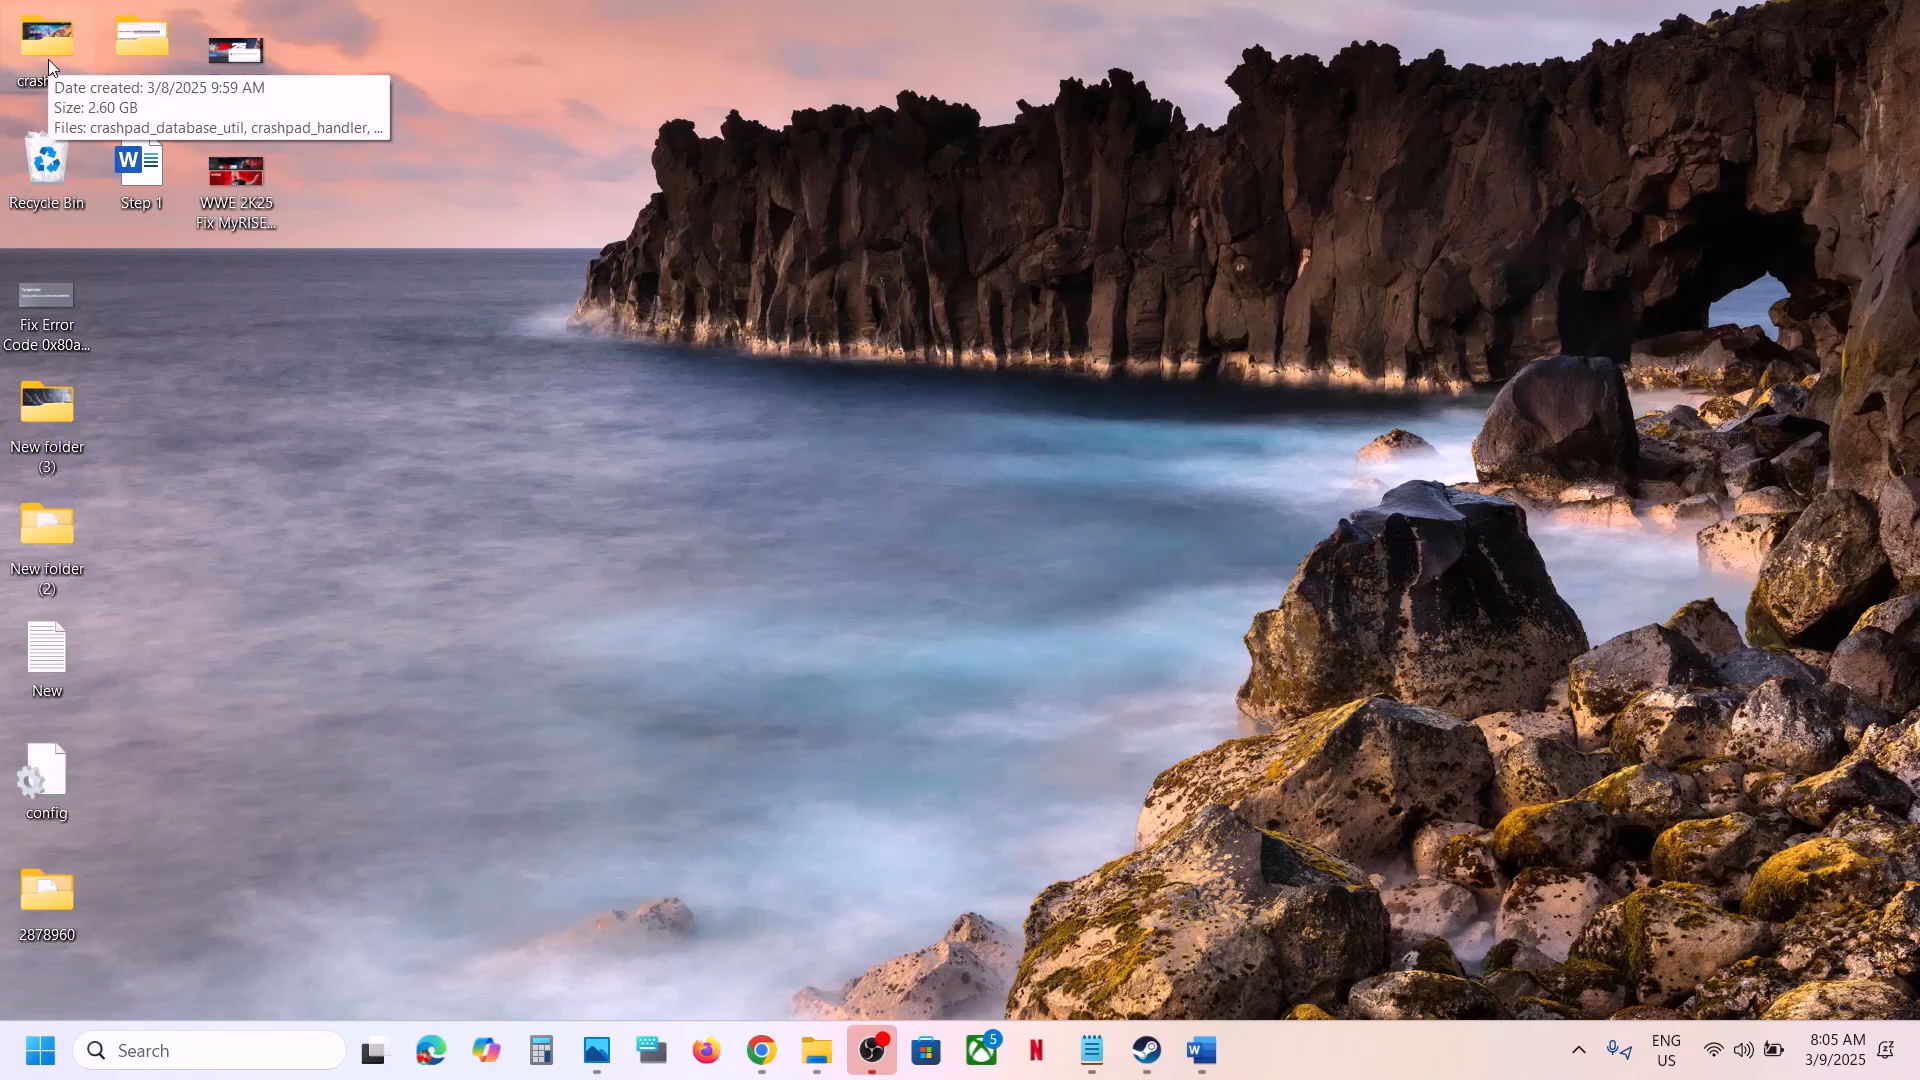 crash
Date created: 3/8/2025 9:59 AM
Size: 2.60 GB
Files: crashpad_database_util, crashpad_handler, ...
Recycle Bin
Step 1
WWE 2K25
Fix MyRISE...
Fix Error
Code 0x80a...
New folder
(3)
New folder
(2)
New
config
2878960
Search
5
ENG
US
8:05 AM
3/9/2025